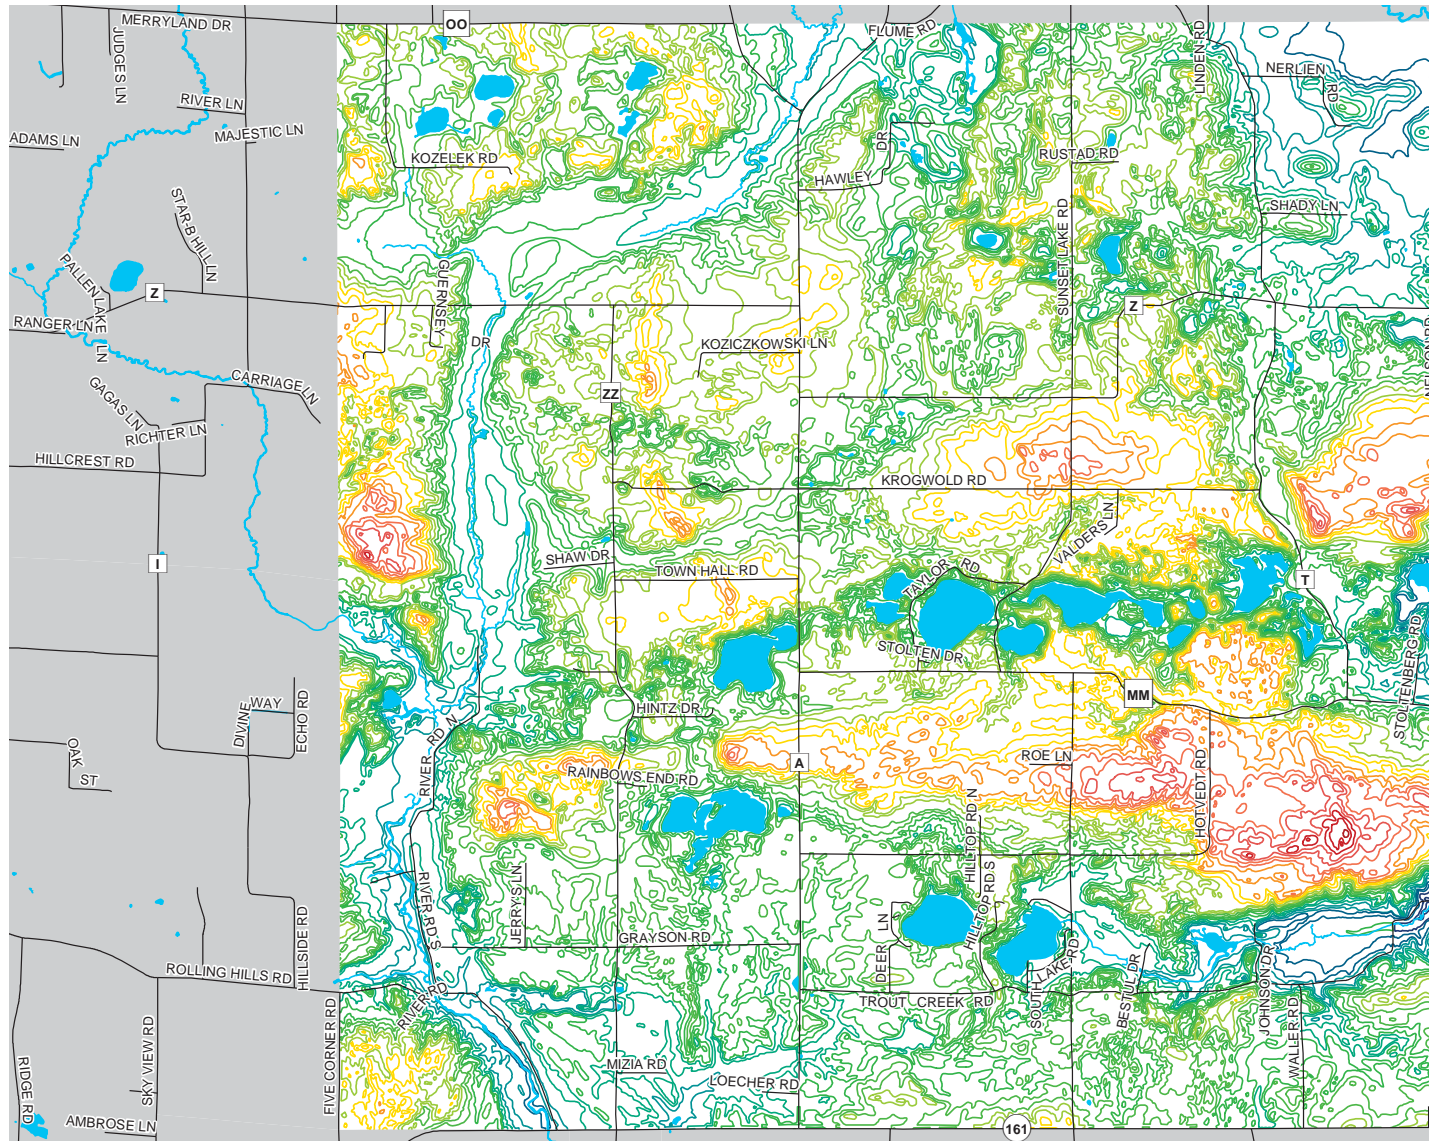 MERRYLAND DR
JUDGES LN
OO
FLUME RD
LINDEN RD
NERLIEN
RD
RIVER LN
MAJESTIC LN
ADAMS LN
KOZELEK RD
HAWLEY
DR
RUSTAD RD
STAR-B HILL LN
SUNSET LAKE RD
SHADY LN
PALLEN LAKE LN
Z
GUERNSEY
DR
Z
RANGER LN
KOZICZKOWSKI LN
CARRIAGE LN
GAGAS LN
ZZ
RICHTER LN
HILLCREST RD
KROGWOLD RD
VALDERS LN
I
SHAW DR
TOWN HALL RD
TAYLOR RD
T
STOLTEN DR
STOLTENBERG RD
MM
DIVINE
WAY
ECHO RD
HINTZ DR
RIVER RD N
OAK
ST
RAINBOWS END RD
A
ROE LN
HOTVEDT RD
HILLTOP RD N
JERRYS LN
RIVER RD S
HILLTOP RD S
DEER LN
HILLSIDE RD
GRAYSON RD
SOUTH LAKE RD
BESTUL DR
JOHNSON DR
ROLLING HILLS RD
RIVER RD
TROUT CREEK RD
WALLER RD
FIVE CORNER RD
SKY VIEW RD
RIDGE RD
MIZIA RD
LOECHER RD
AMBROSE LN
161